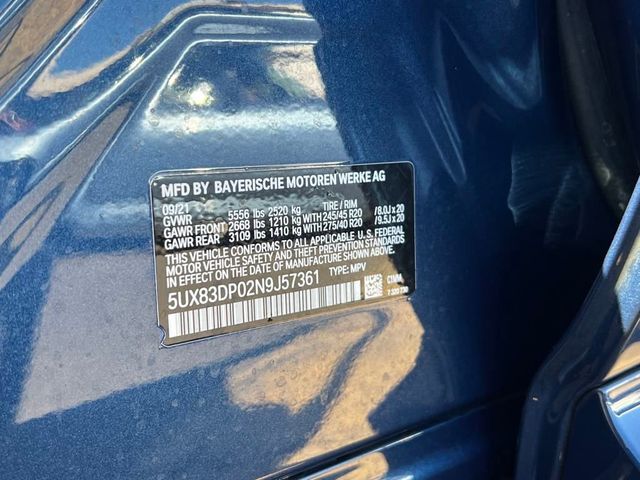 MFD BY BAYERISCHE MOTOREN WERKE AG
09/21 TIRE / RIM
GVWR 5556 lbs 2520 kg
GAWR FRONT 2668 lbs 1210 kg WITH 245/45 R20 /8.0J x 20
GAWR REAR 3109 lbs 1410 kg WITH 275/40 R20 /9.5J x 20
THIS VEHICLE CONFORMS TO ALL APPLICABLE U.S. FEDERAL
MOTOR VEHICLE SAFETY AND THEFT PREVENTION STANDARDS
IN EFFECT ON THE DATE OF MANUFACTURE SHOWN ABOVE.
5UX83DP02N9J57361 TYPE: MPV
C1VM